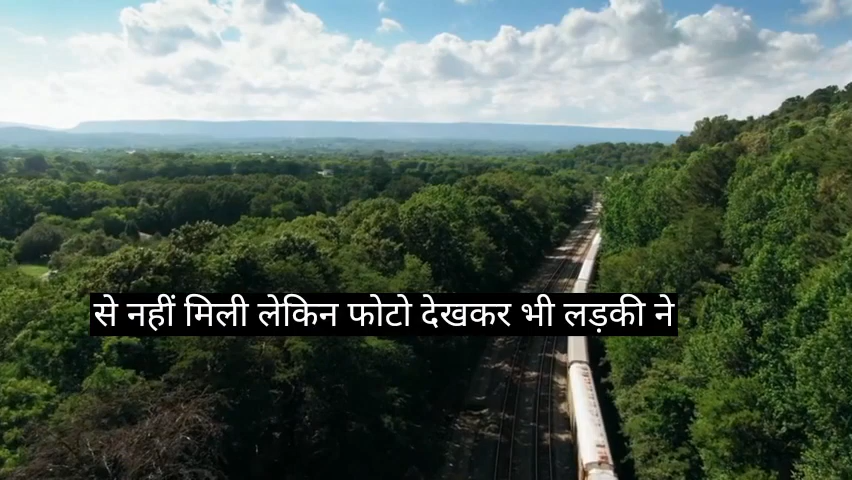 से नहीं मिली लेकिन फोटो देखकर भी लड़की ने